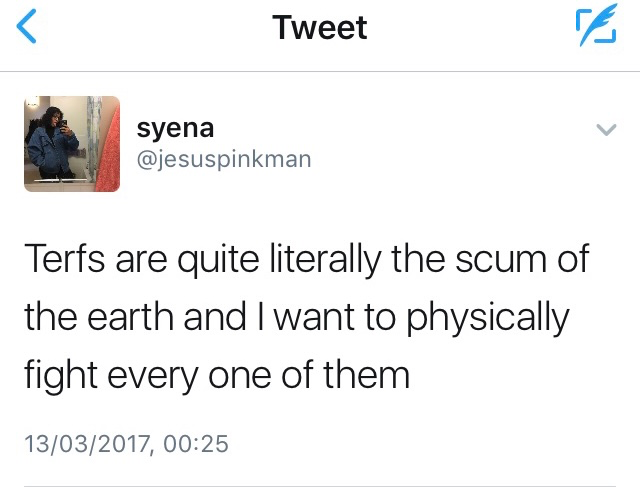 Tweet
syena
@jesuspinkman
Terfs are quite literally the scum of
the earth and I want to physically
fight every one of them
13/03/2017, 00:25